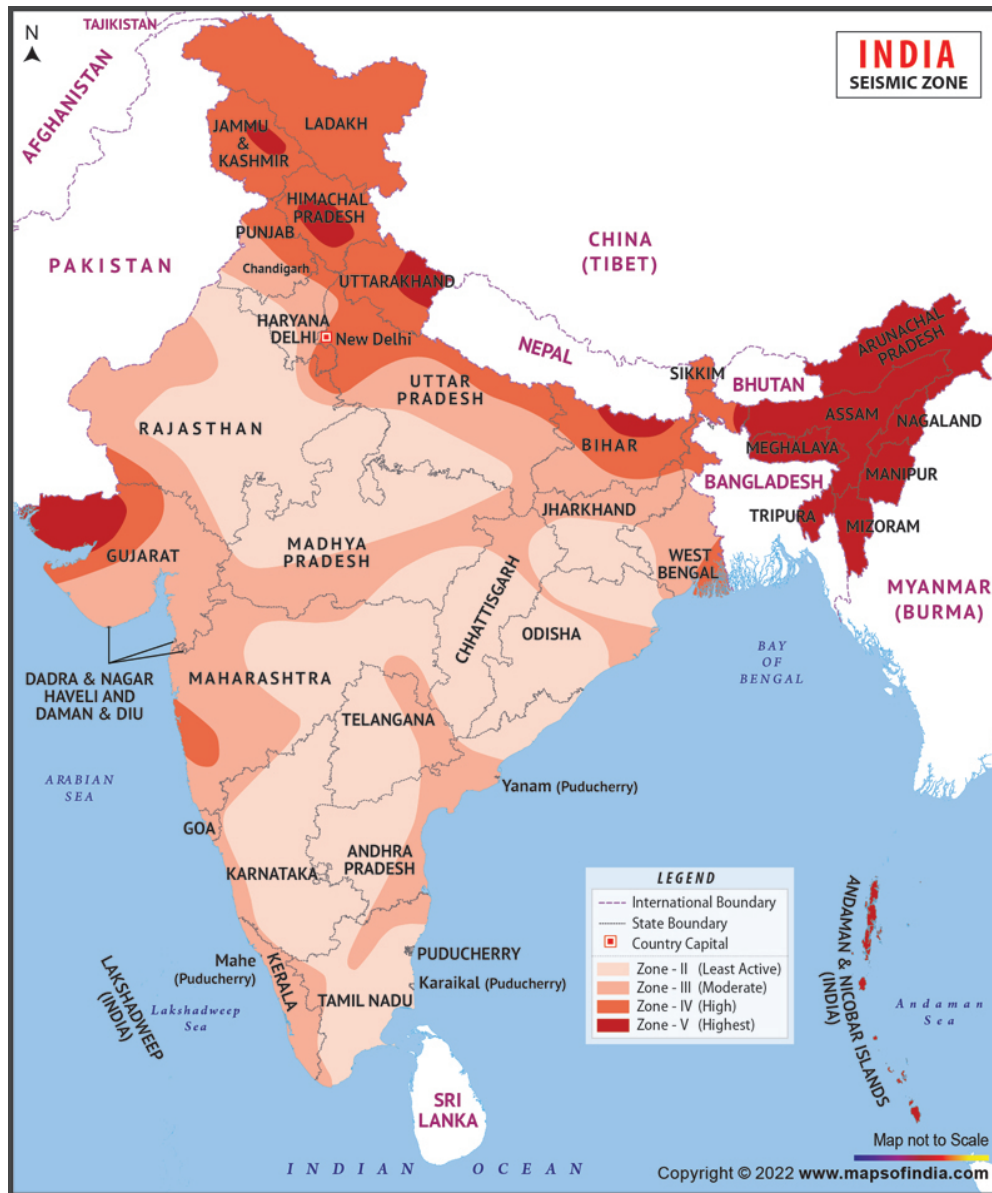 N
INDIA
SEISMIC ZONE
TAJIKISTAN
AFGHANISTAN
JAMMU
&
KASHMIR
LADAKH
HIMACHAL
PRADESH
PUNJAB
Chandigarh
UTTARAKHAND
PAKISTAN
CHINA
(TIBET)
HARYANA
DELHI
New Delhi
NEPAL
UTTAR
PRADESH
SIKKIM
BHUTAN
ARUNACHAL
PRADESH
RAJASTHAN
BIHAR
ASSAM
NAGALAND
MEGHALAYA
MANIPUR
BANGLADESH
TRIPURA
MIZORAM
JHARKHAND
WEST
BENGAL
GUJARAT
MADHYA
PRADESH
CHHATTISGARH
ODISHA
MYANMAR
(BURMA)
DADRA & NAGAR
HAVELI AND
DAMAN & DIU
MAHARASHTRA
TELANGANA
BAY
OF
BENGAL
ARABIAN
SEA
Yanam (Puducherry)
GOA
KARNATAKA
ANDHRA
PRADESH
LEGEND
International Boundary
State Boundary
Country Capital
Zone - II (Least Active)
Zone - III (Moderate)
Zone - IV (High)
Zone - V (Highest)
PUDUCHERRY
Mahe
(Puducherry)
Karaikal (Puducherry)
KERALA
TAMIL NADU
LAKSHADWEEP
(INDIA)
Lakshadweep
Sea
ANDAMAN & NICOBAR ISLANDS
(INDIA)
Andaman
Sea
SRI
LANKA
INDIAN OCEAN
Map not to Scale
Copyright © 2022 www.mapsofindia.com